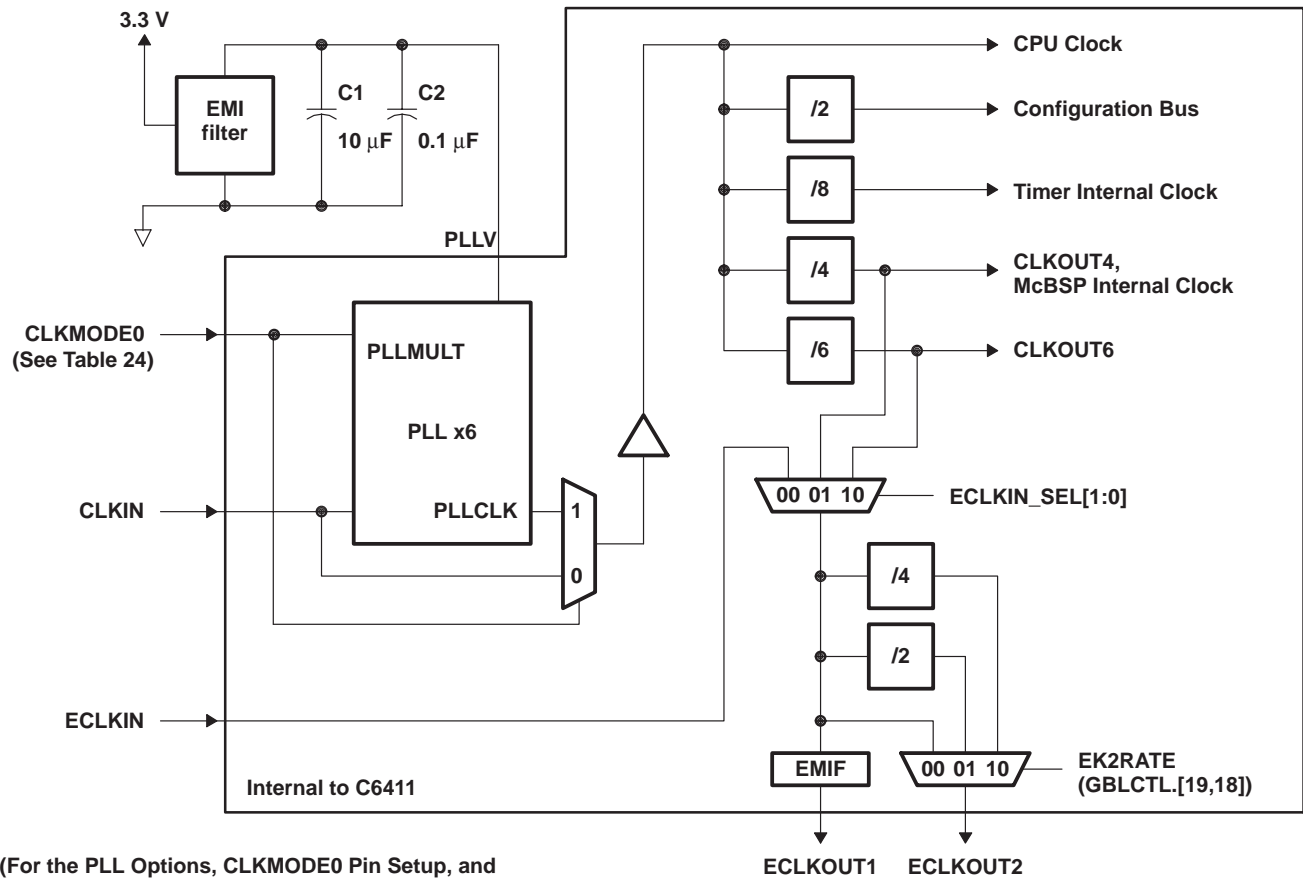 3.3 V
CPU Clock
EMI
filter
C1
C2
10 μF
0.1 μF
/2
Configuration Bus
/8
Timer Internal Clock
PLLV
/4
CLKOUT4,
McBSP Internal Clock
CLKMODE0
(See Table 24)
PLLMULT
/6
CLKOUT6
PLL x6
00 01 10
ECLKIN_SEL[1:0]
CLKIN
PLLCLK
1
0
/4
/2
ECLKIN
EMIF
00 01 10
EK2RATE
(GBLCTL.[19,18])
Internal to C6411
ECLKOUT1
ECLKOUT2
(For the PLL Options, CLKMODE0 Pin Setup, and